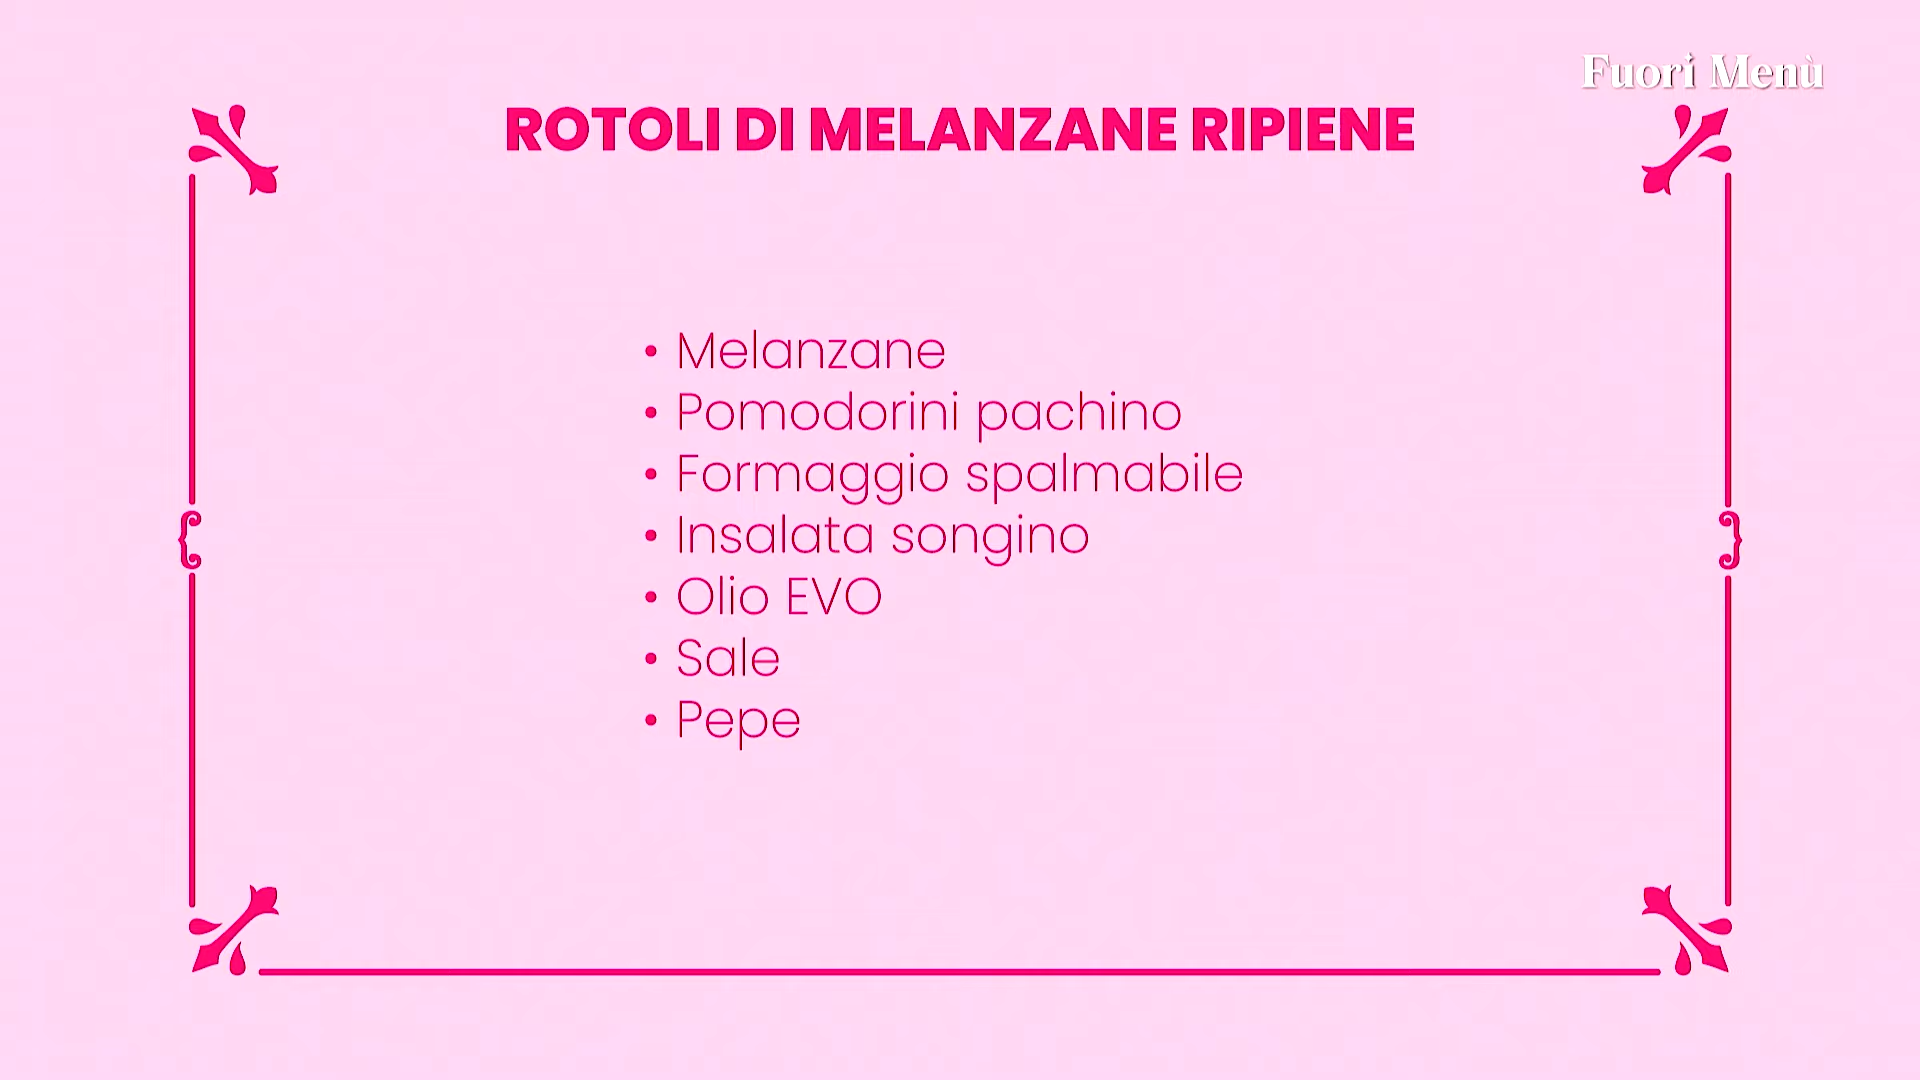 Fuori Menù
ROTOLI DI MELANZANE RIPIENE
• Melanzane
• Pomodorini pachino
• Formaggio spalmabile
• Insalata songino
• Olio EVO
• Sale
• Pepe